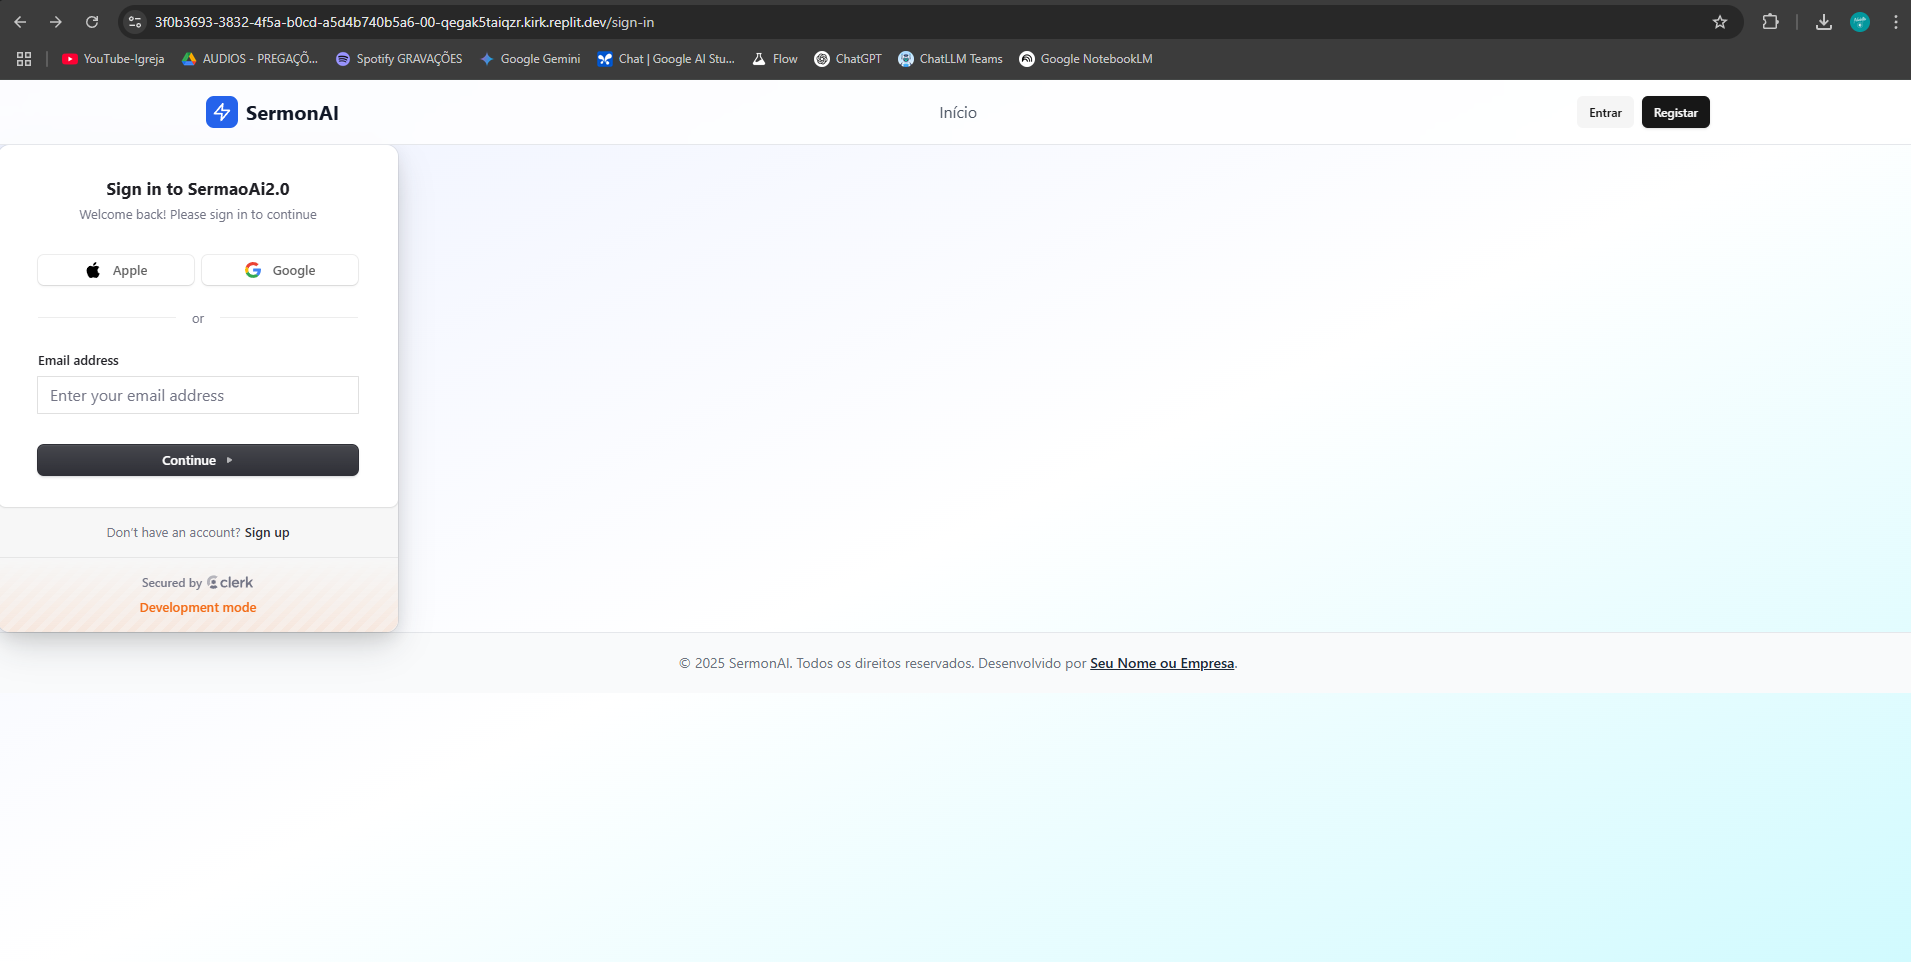 3f0b3693-3832-4f5a-b0cd-a5d4b740b5a6-00-qegak5taiqzr.kirk.replit.dev/sign-in
YouTube-Igreja AUDIOS - PREGAÇÕ... Spotify GRAVAÇÕES Google Gemini Chat | Google AI Stu... Flow ChatGPT ChatLLM Teams Google NotebookLM
SermonAI Início Entrar Registar
Sign in to SermaoAi2.0
Welcome back! Please sign in to continue
Apple Google
or
Email address
Enter your email address
Continue
Don't have an account? Sign up
Secured by clerk
Development mode
© 2025 SermonAI. Todos os direitos reservados. Desenvolvido por Seu Nome ou Empresa.